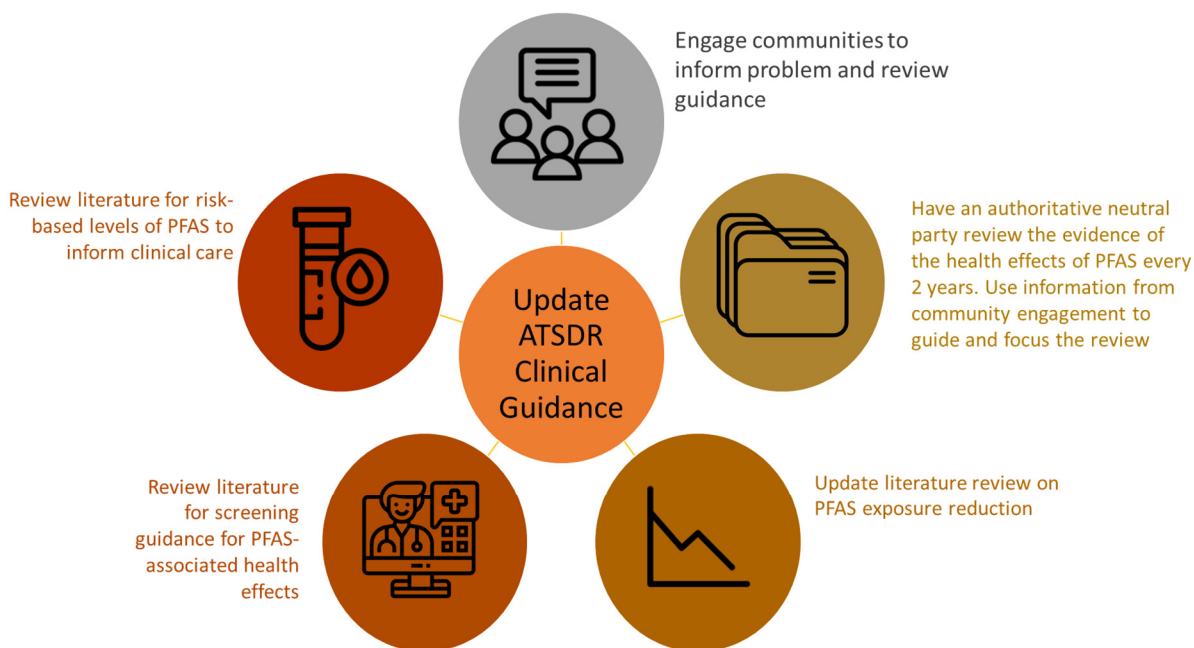 Engage communities to
inform problem and review
guidance
Have an authoritative neutral
party review the evidence of
the health effects of PFAS every
2 years. Use information from
community engagement to
guide and focus the review
Update literature review on
PFAS exposure reduction
Review literature
for screening
guidance for PFAS-
associated health
effects
Review literature for risk-
based levels of PFAS to
inform clinical care
Update
ATSDR
Clinical
Guidance